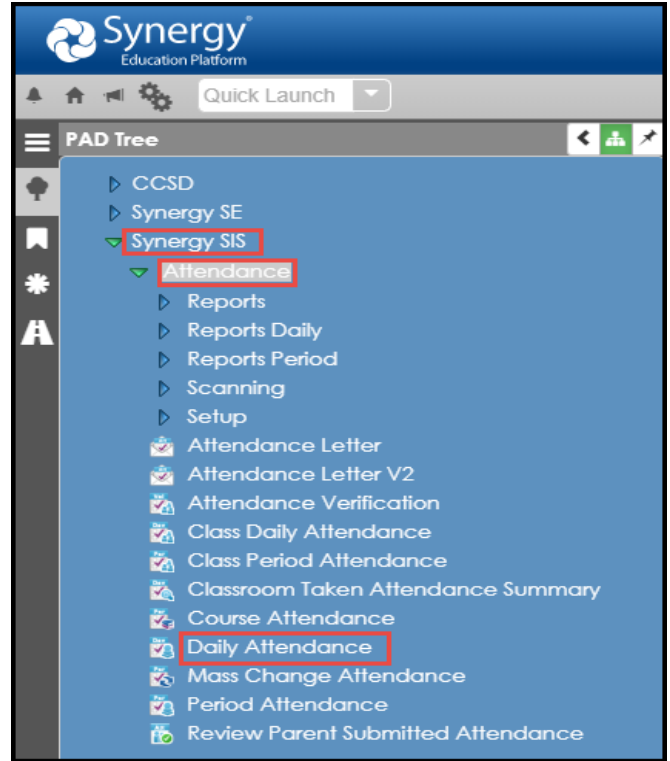 Synergy®
Education Platform
Quick Launch
PAD Tree
CCSD
Synergy SE
Synergy SIS
Attendance
Reports
Reports Daily
Reports Period
Scanning
Setup
Attendance Letter
Attendance Letter V2
Attendance Verification
Class Daily Attendance
Class Period Attendance
Classroom Taken Attendance Summary
Course Attendance
Daily Attendance
Mass Change Attendance
Period Attendance
Review Parent Submitted Attendance